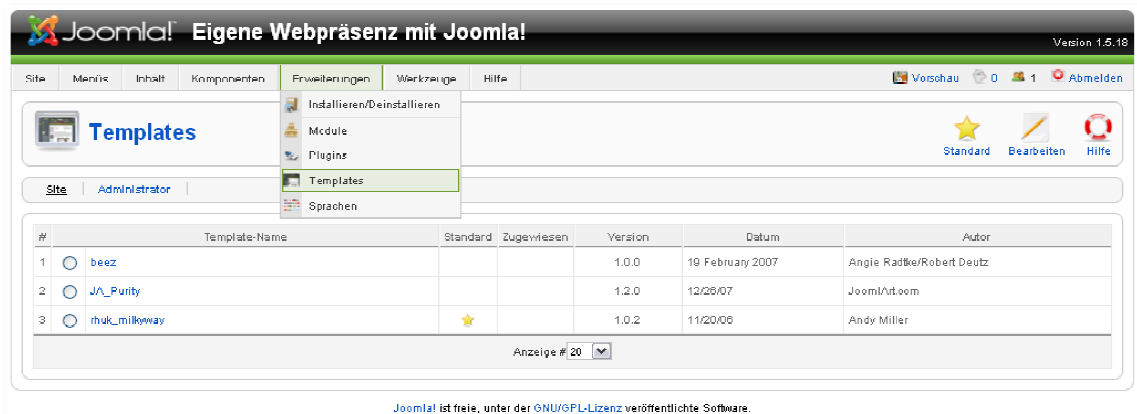 Joomla! Eigene Webpräsenz mit Joomla!
Version 1.5.18
Site Menüs Inhalt Komponenten Erweiterungen Werkzeuge Hilfe Vorschau 0 1 Abmelden
Installieren/Deinstallieren
Module
Plugins
Templates
Sprachen
Templates
Standard Bearbeiten Hilfe
Site Administrator
# Template-Name Standard Zugewiesen Version Datum Autor
1 beez 1.0.0 19 February 2007 Angie Radtke/Robert Deutz
2 JA_Purity 1.2.0 12/26/07 JoomlArt.com
3 rhuk_milkyway 1.0.2 11/20/06 Andy Miller
Anzeige # 20
Joomla! ist freie, unter der GNU/GPL-Lizenz veröffentlichte Software.